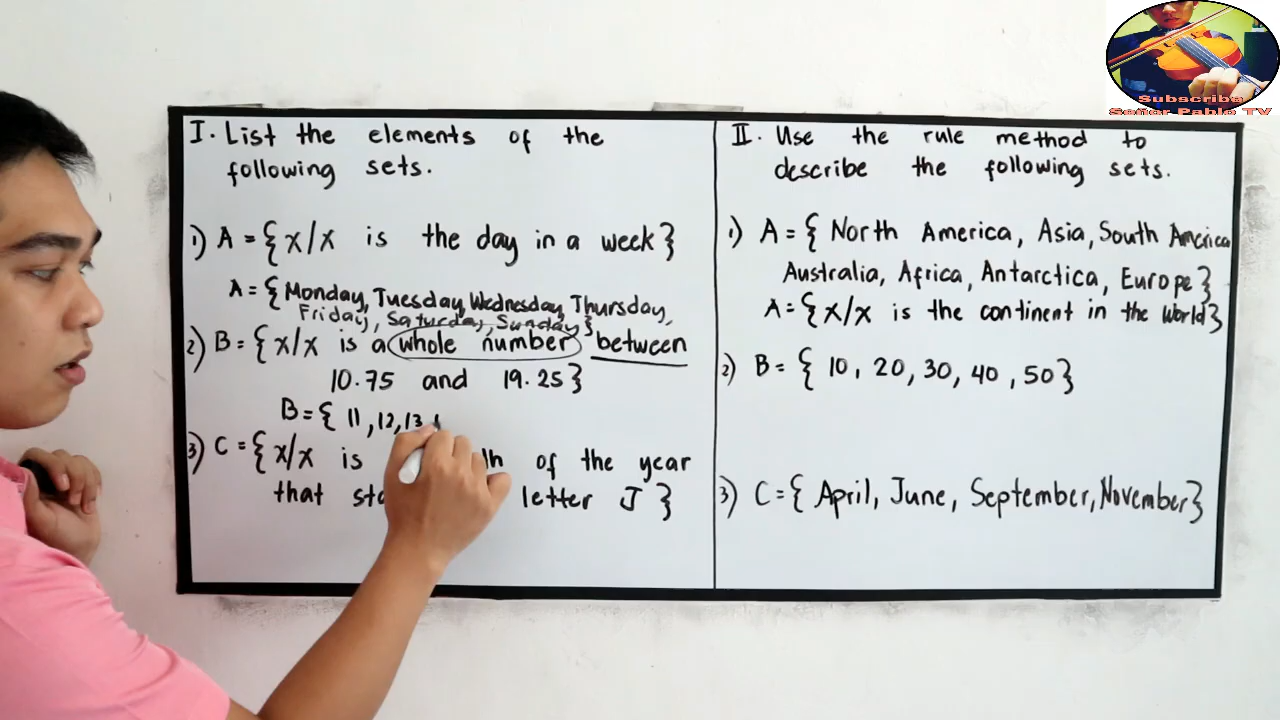 Subscribe
Señor Pablo TV
I. List the elements of the
following sets.
1) A = {x/x is the day in a week}
A = {Monday, Tuesday, Wednesday, Thursday,
Friday, Saturday, Sunday}
2) B = {x/x is a whole number between
10.75 and 19.25}
B = { 11, 12, 13,
3) C = {x/x is of the year
that letter J }
II. Use the rule method to
describe the following sets.
1) A = { North America, Asia, South America
Australia, Africa, Antarctica, Europe}
A = {x/x is the continent in the World}
2) B = { 10, 20, 30, 40, 50}
3) C = { April, June, September, November}